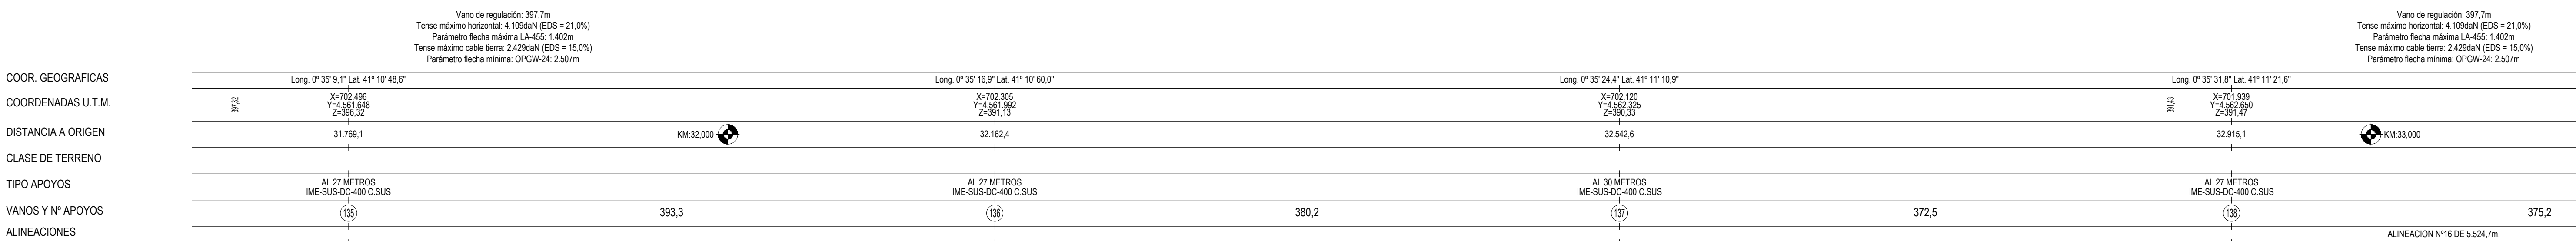 Vano de regulación: 397,7m
Tense máximo horizontal: 4.109daN (EDS = 21,0%)
Parámetro flecha máxima LA-455: 1.402m
Tense máximo cable tierra: 2.429daN (EDS = 15,0%)
Parámetro flecha mínima: OPGW-24: 2.507m
Vano de regulación: 397,7m
Tense máximo horizontal: 4.109daN (EDS = 21,0%)
Parámetro flecha máxima LA-455: 1.402m
Tense máximo cable tierra: 2.429daN (EDS = 15,0%)
Parámetro flecha mínima: OPGW-24: 2.507m
COOR. GEOGRAFICAS Long. 0º 35' 9,1" Lat. 41º 10' 48,6" Long. 0º 35' 16,9" Lat. 41º 10' 60,0" Long. 0º 35' 24,4" Lat. 41º 11' 10,9" Long. 0º 35' 31,8" Lat. 41º 11' 21,6"
COORDENADAS U.T.M.
397,32
X=702.496
Y=4.561.648
Z=396,32
X=702.305
Y=4.561.992
Z=391,13
X=702.120
Y=4.562.325
Z=390,33
391,43
X=701.939
Y=4.562.650
Z=391,47
DISTANCIA A ORIGEN 31.769,1 KM:32,000 32.162,4 32.542,6 32.915,1 KM:33,000
CLASE DE TERRENO
TIPO APOYOS
AL 27 METROS
IME-SUS-DC-400 C.SUS
AL 27 METROS
IME-SUS-DC-400 C.SUS
AL 30 METROS
IME-SUS-DC-400 C.SUS
AL 27 METROS
IME-SUS-DC-400 C.SUS
VANOS Y Nº APOYOS 135 393,3 136 380,2 137 372,5 138 375,2
ALINEACIONES ALINEACION Nº16 DE 5.524,7m.